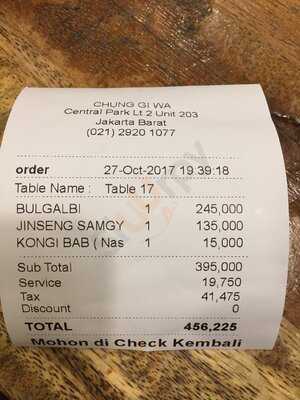 CHUNG GI WA
Central Park Lt 2 Unit 203
Jakarta Barat
(021) 2920 1077
order 27-Oct-2017 19:39:18
Table Name : Table 17
BULGALBI 1 245,000
JINSENG SAMGY 1 135,000
KONGI BAB ( Nas 1 15,000
Sub Total 395,000
Service 19,750
Tax 41,475
Discount 0
TOTAL 456,225
Mohon di Check Kembali